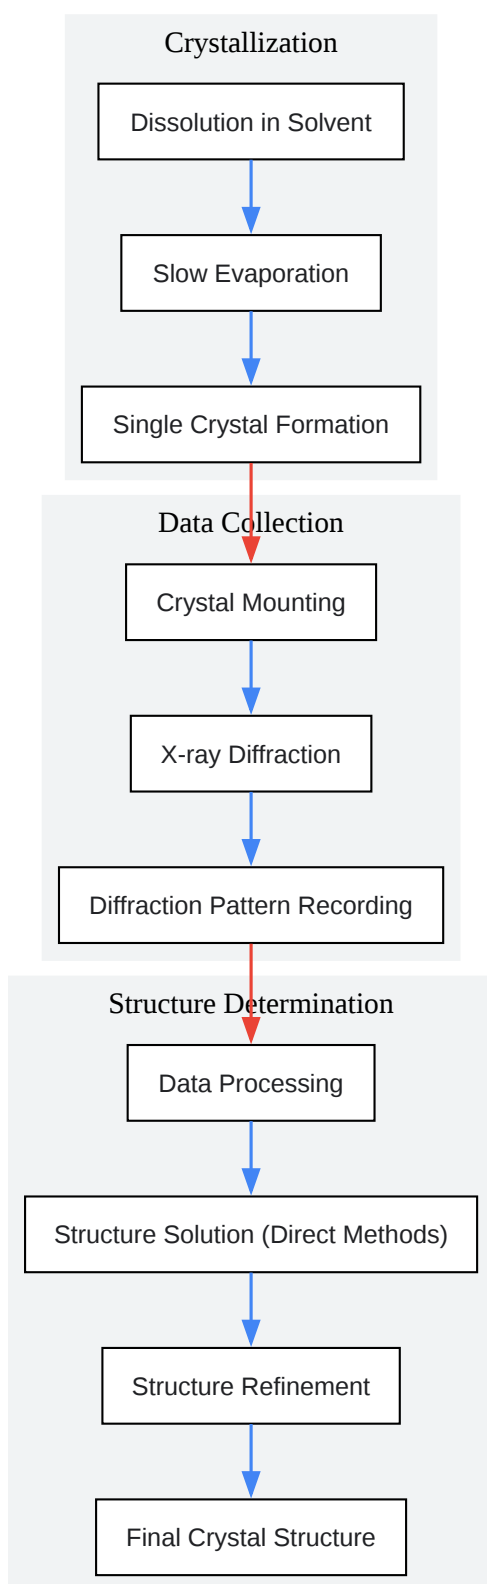 Crystallization
Dissolution in Solvent
Slow Evaporation
Single Crystal Formation
Data Collection
Crystal Mounting
X-ray Diffraction
Diffraction Pattern Recording
Structure Determination
Data Processing
Structure Solution (Direct Methods)
Structure Refinement
Final Crystal Structure